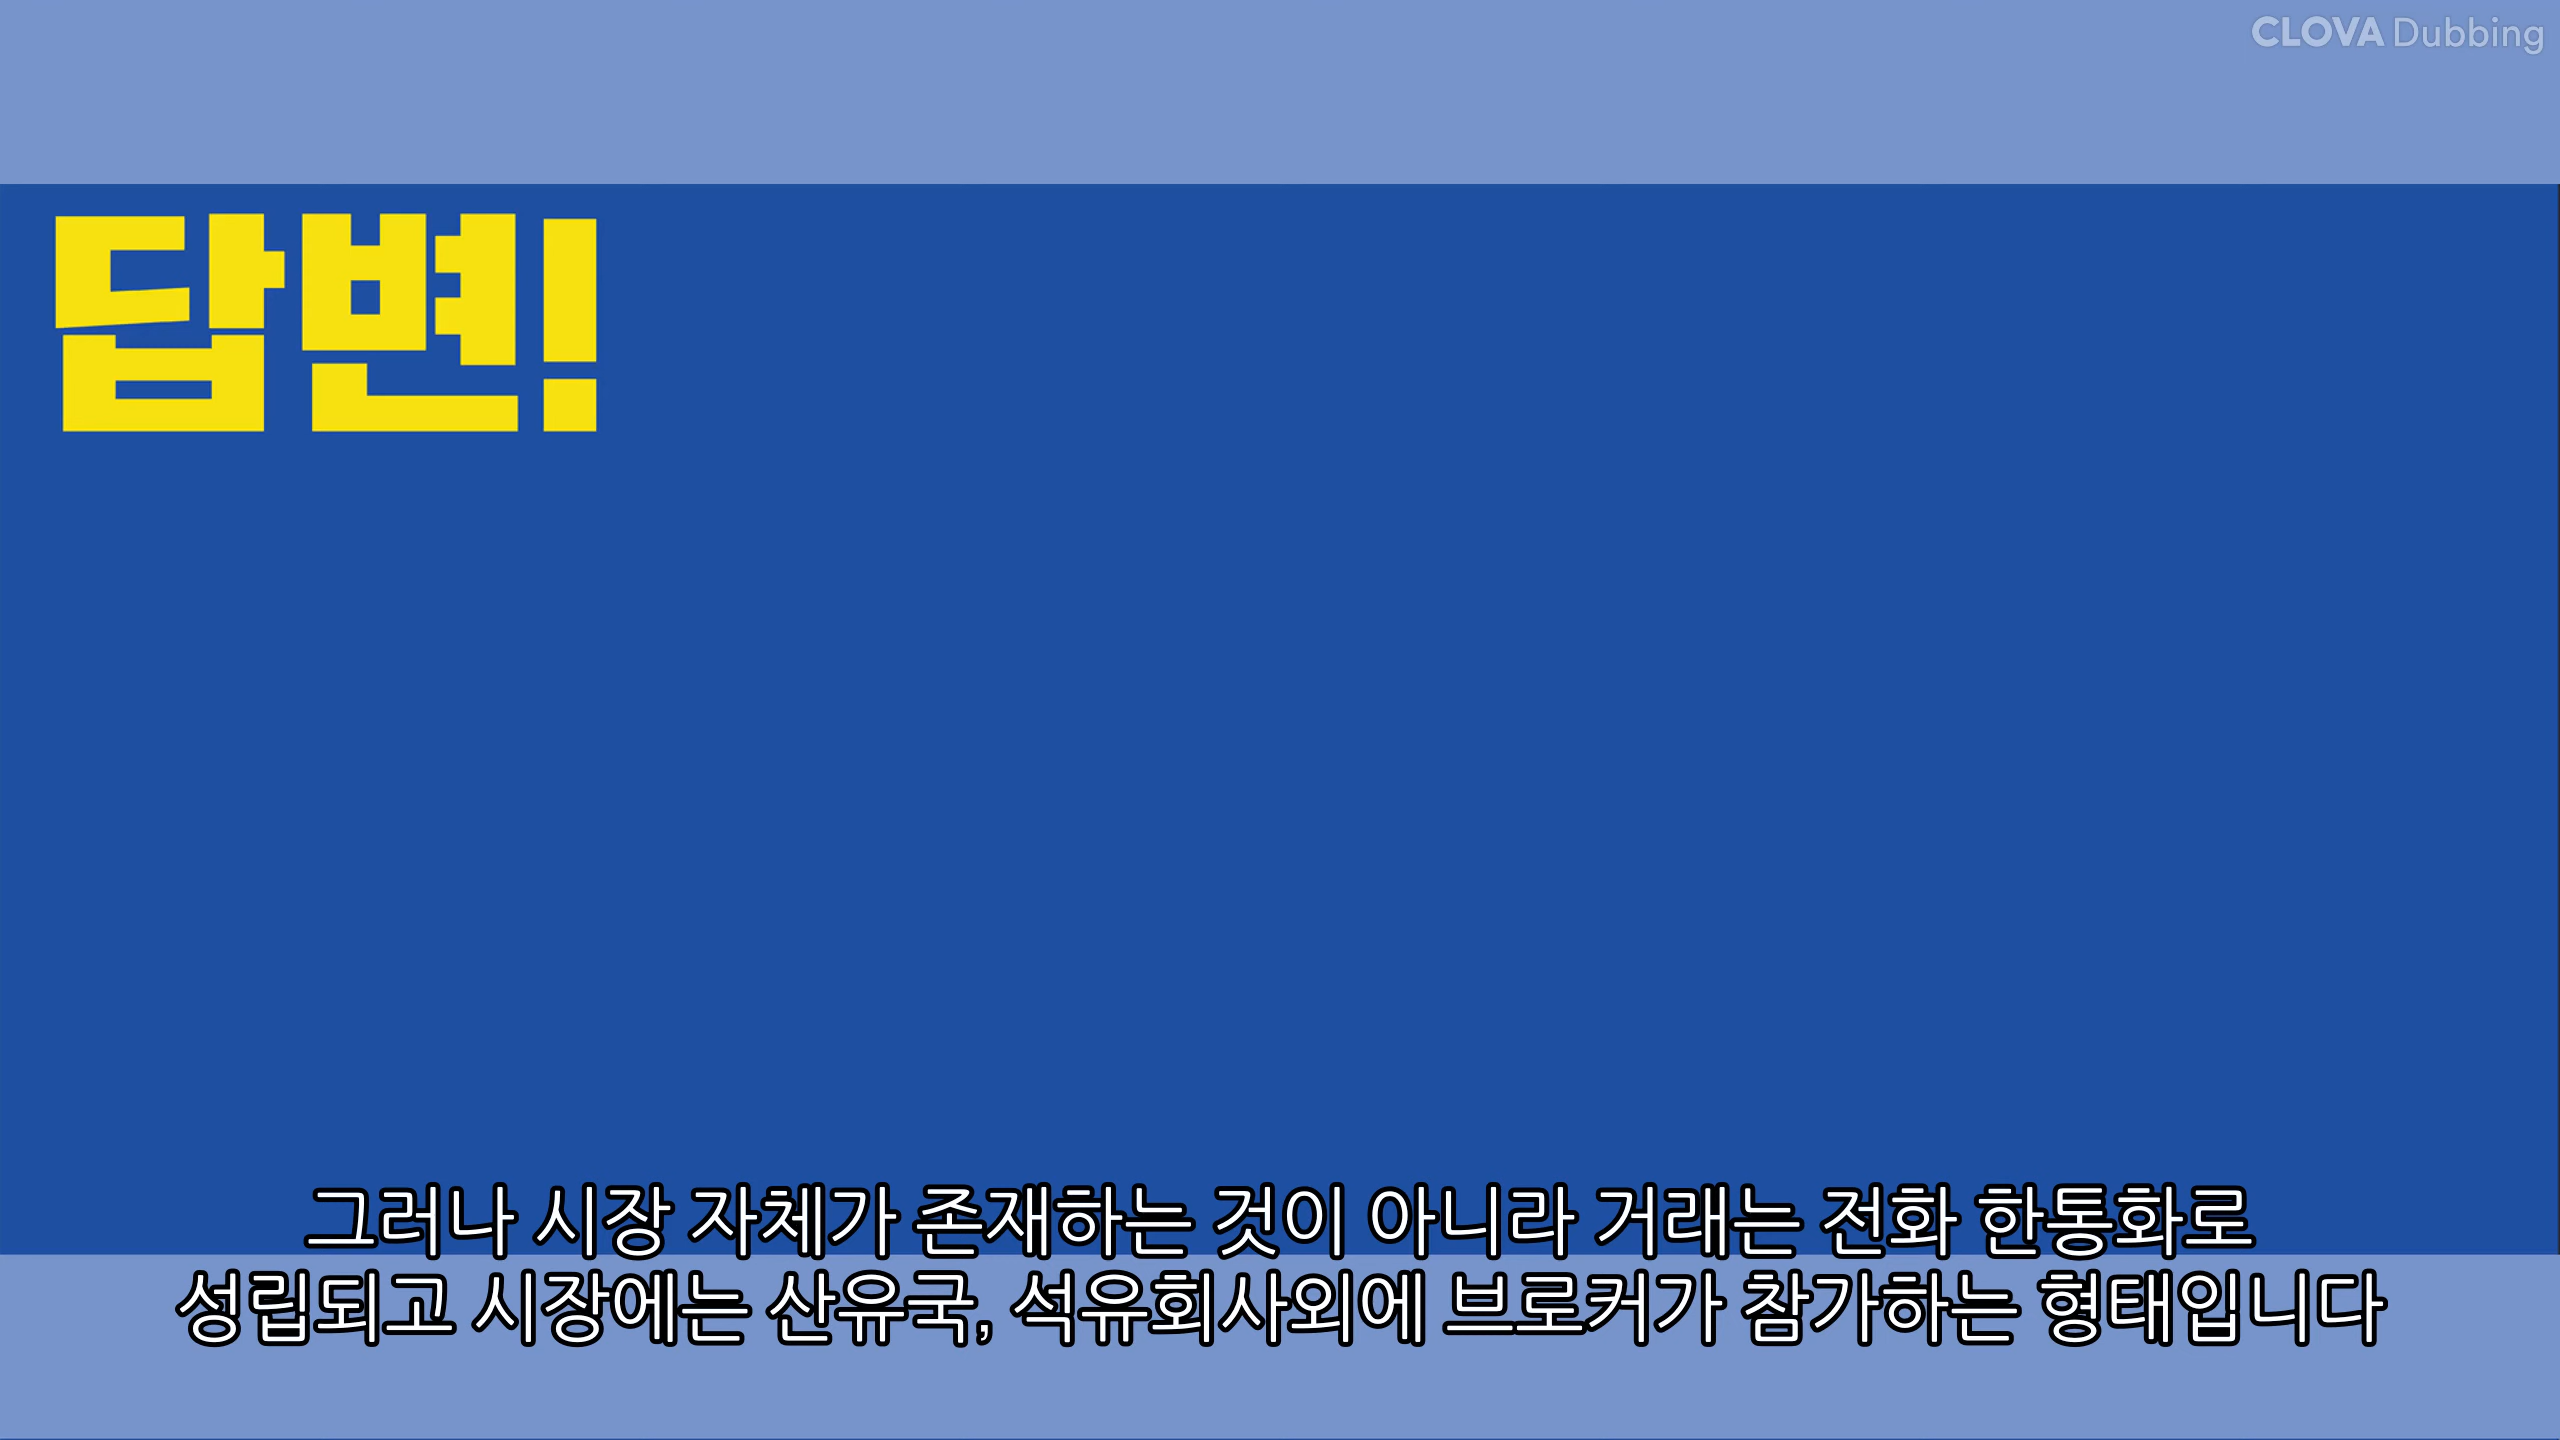 CLOVA Dubbing
답변!
그러나 시장 자체가 존재하는 것이 아니라 거래는 전화 한통화로
성립되고 시장에는 산유국, 석유회사외에 브로커가 참가하는 형태입니다